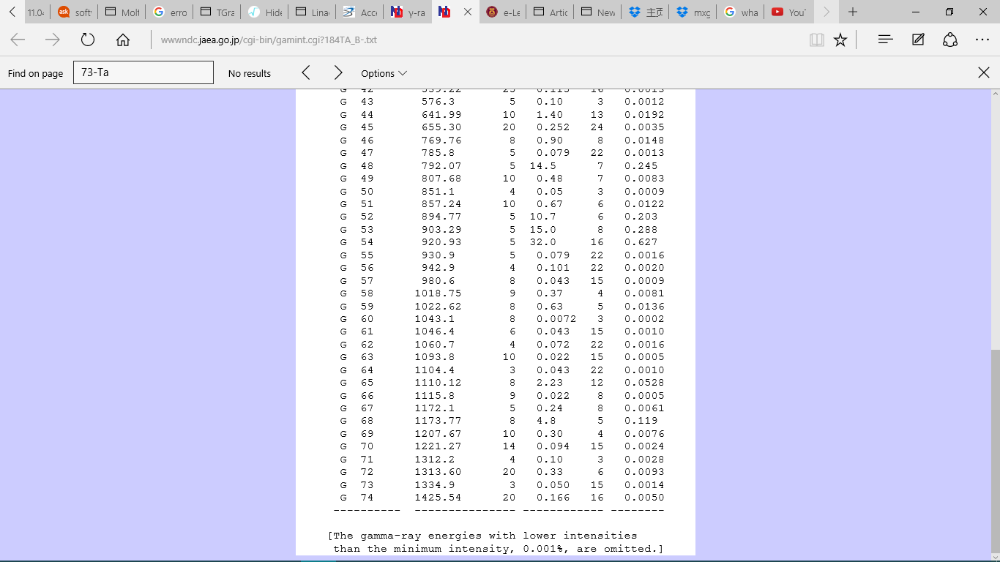 11.04 soft Molt erro TGra Hide Linac Acce γ-ra e-Le Artic New 主页 mxg wha YouT
wwwndc.jaea.go.jp/cgi-bin/gamint.cgi?184TA_B-.txt
Find on page 73-Ta No results Options
G 42 539.22 25 0.115 16 0.0013
G 43 576.3 5 0.10 3 0.0012
G 44 641.99 10 1.40 13 0.0192
G 45 655.30 20 0.252 24 0.0035
G 46 769.76 8 0.90 8 0.0148
G 47 785.8 5 0.079 22 0.0013
G 48 792.07 5 14.5 7 0.245
G 49 807.68 10 0.48 7 0.0083
G 50 851.1 4 0.05 3 0.0009
G 51 857.24 10 0.67 6 0.0122
G 52 894.77 5 10.7 6 0.203
G 53 903.29 5 15.0 8 0.288
G 54 920.93 5 32.0 16 0.627
G 55 930.9 5 0.079 22 0.0016
G 56 942.9 4 0.101 22 0.0020
G 57 980.6 8 0.043 15 0.0009
G 58 1018.75 9 0.37 4 0.0081
G 59 1022.62 8 0.63 5 0.0136
G 60 1043.1 8 0.0072 3 0.0002
G 61 1046.4 6 0.043 15 0.0010
G 62 1060.7 4 0.072 22 0.0016
G 63 1093.8 10 0.022 15 0.0005
G 64 1104.4 3 0.043 22 0.0010
G 65 1110.12 8 2.23 12 0.0528
G 66 1115.8 9 0.022 8 0.0005
G 67 1172.1 5 0.24 8 0.0061
G 68 1173.77 8 4.8 5 0.119
G 69 1207.67 10 0.30 4 0.0076
G 70 1221.27 14 0.094 15 0.0024
G 71 1312.2 4 0.10 3 0.0028
G 72 1313.60 20 0.33 6 0.0093
G 73 1334.9 3 0.050 15 0.0014
G 74 1425.54 20 0.166 16 0.0050
---------- --------------- ------------ --------
[The gamma-ray energies with lower intensities
than the minimum intensity, 0.001%, are omitted.]